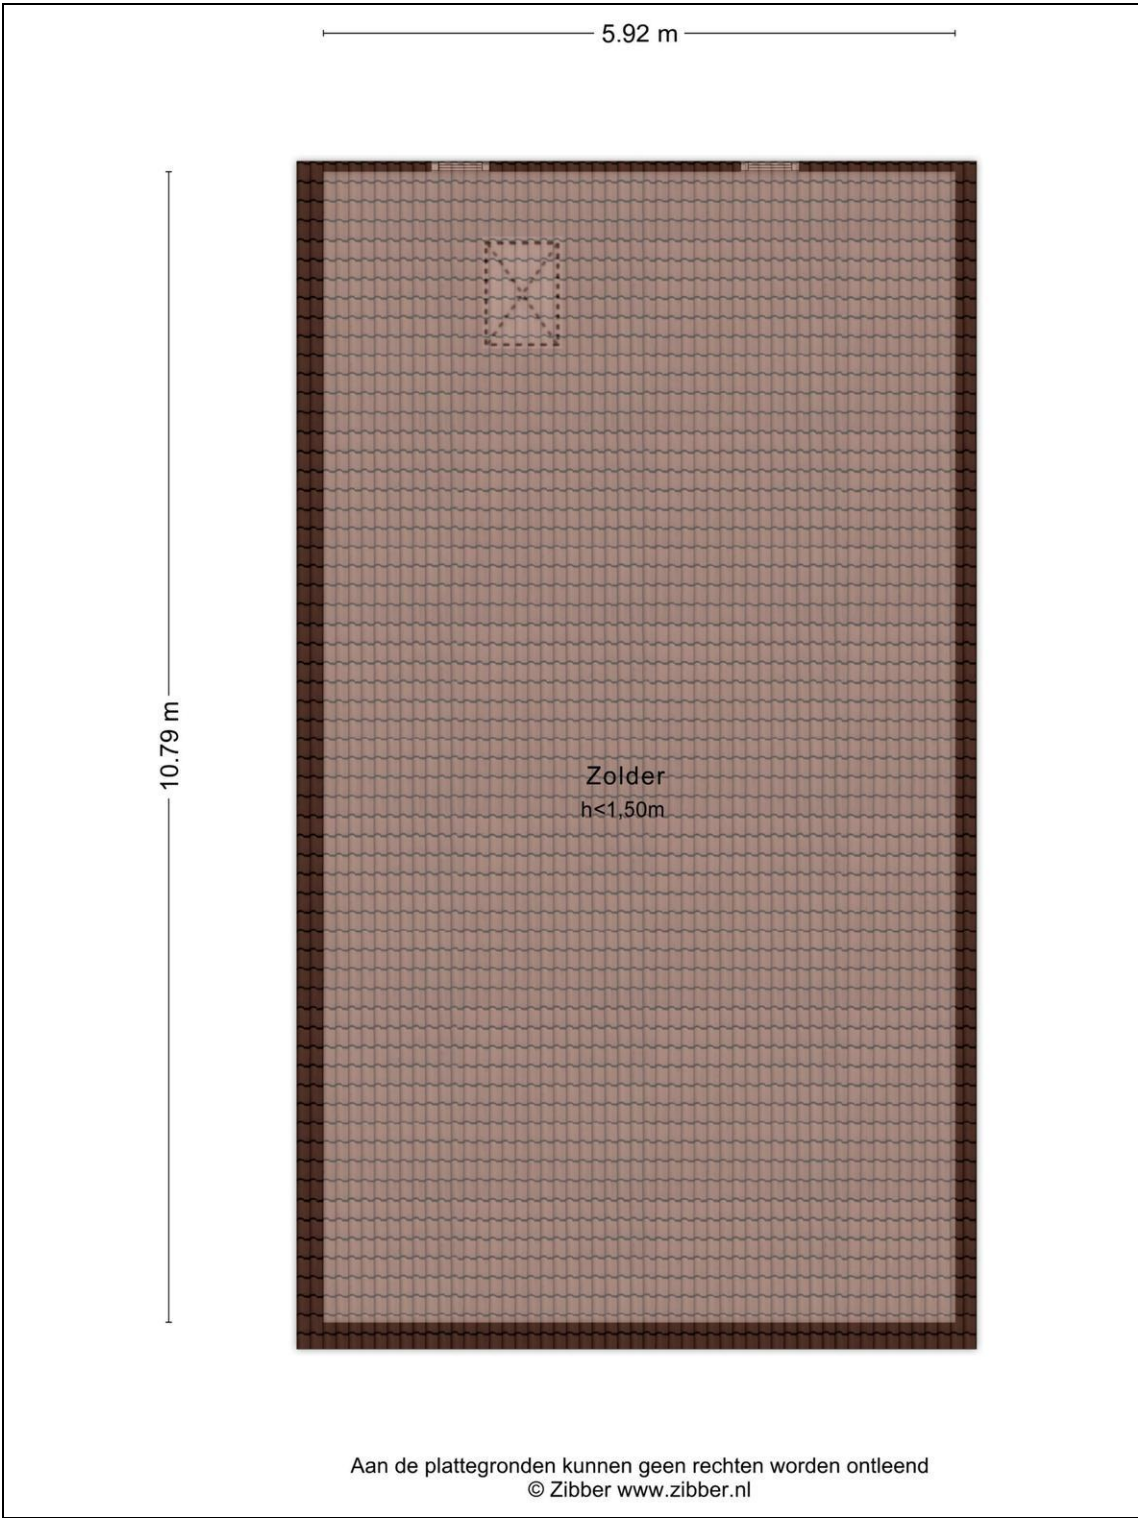 5.92 m
10.79 m
Zolder
h<1,50m
Aan de plattegronden kunnen geen rechten worden ontleend
© Zibber www.zibber.nl